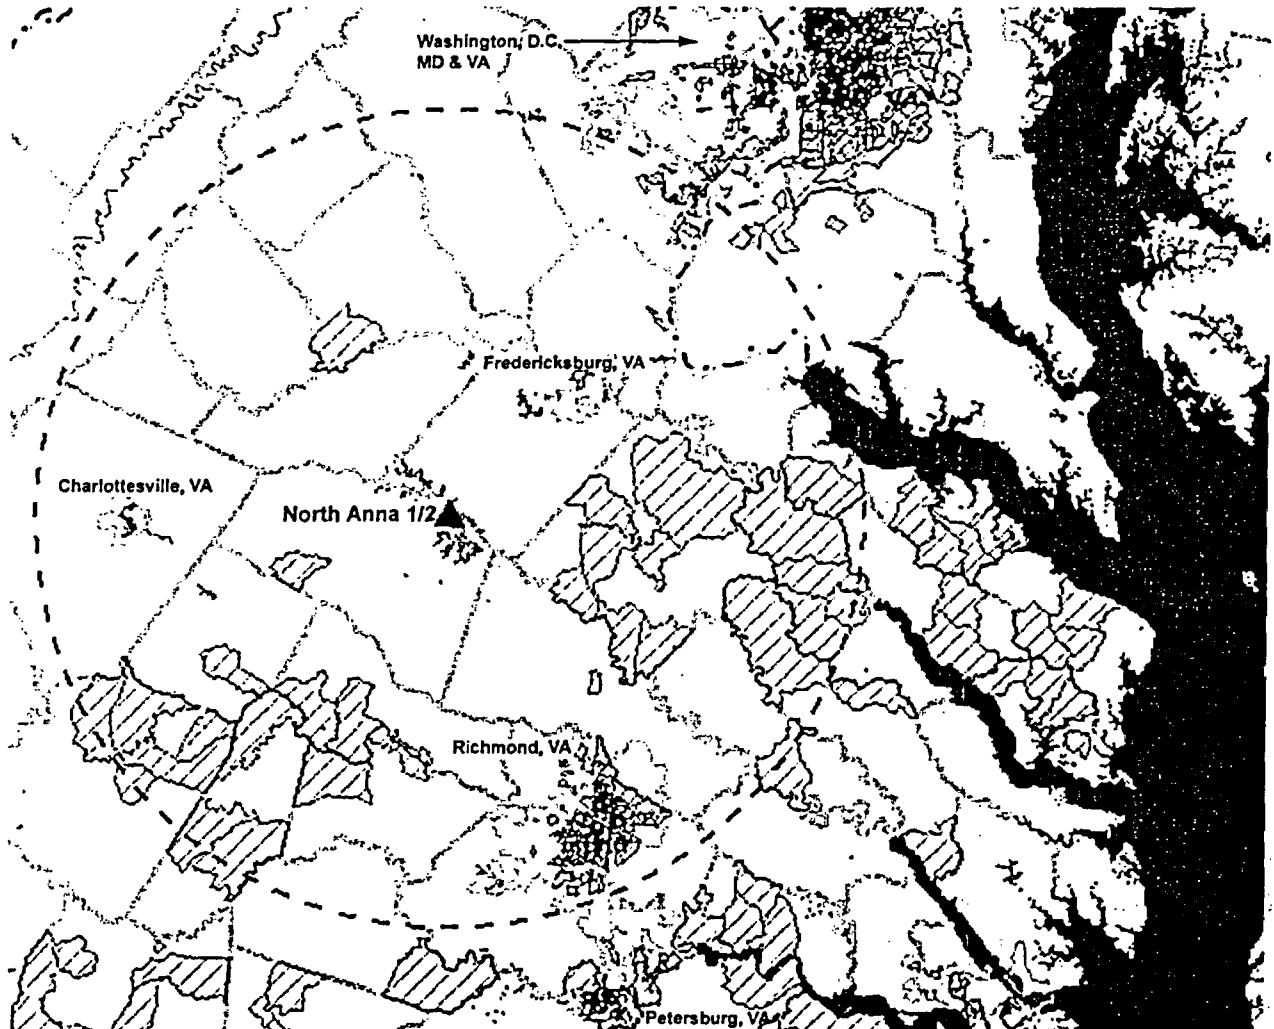 Washington, D.C.
MD & VA
Fredericksburg, VA
Charlottesville, VA
North Anna 1/2
Richmond, VA
Petersburg, VA